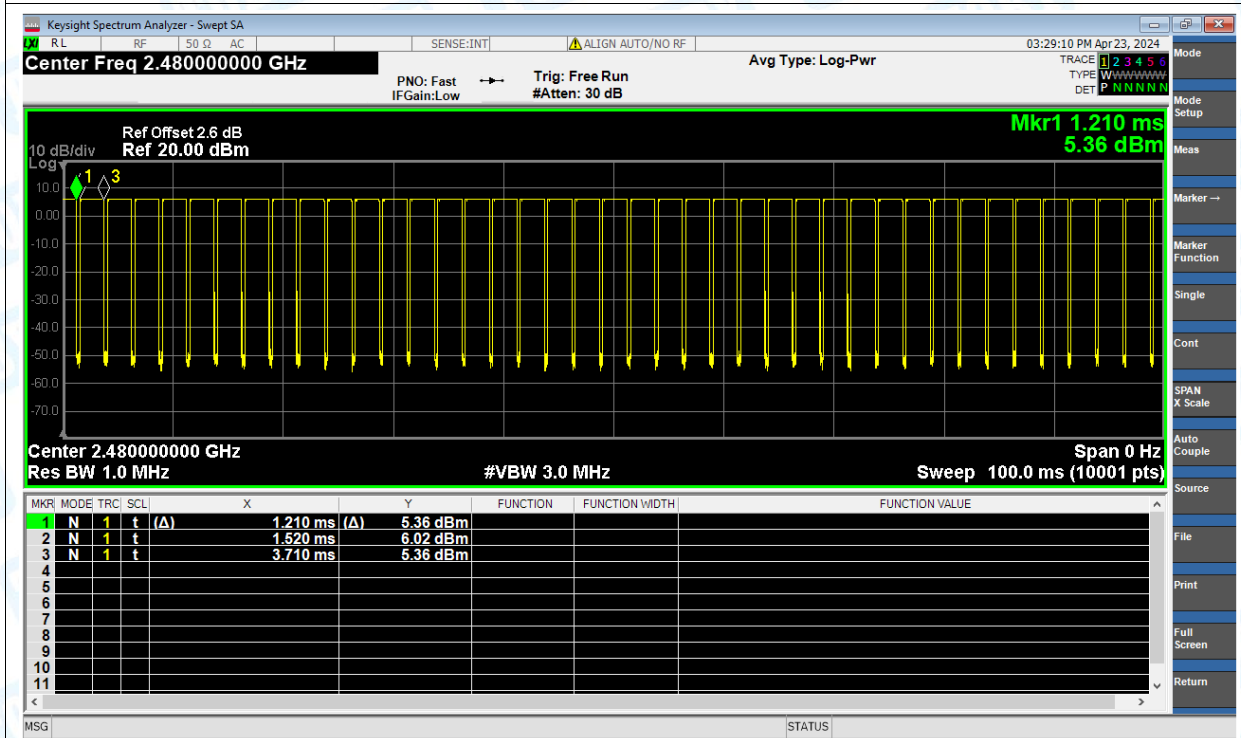 Keysight Spectrum Analyzer - Swept SA
LXI RL RF 50 Ω AC SENSE:INT ALIGN AUTO/NO RF 03:29:10 PM Apr 23, 2024
Center Freq 2.480000000 GHz
PNO: Fast
IFGain:Low
Trig: Free Run
#Atten: 30 dB
Avg Type: Log-Pwr
TRACE 1 2 3 4 5 6
TYPE WWWWWW
DET P N N N N N
Mkr1 1.210 ms
5.36 dBm
Ref Offset 2.6 dB
10 dB/div Ref 20.00 dBm
Log
1 3
10.0
0.00
-10.0
-20.0
-30.0
-40.0
-50.0
-60.0
-70.0
Center 2.480000000 GHz Span 0 Hz
Res BW 1.0 MHz #VBW 3.0 MHz Sweep 100.0 ms (10001 pts)
MKR MODE TRC SCL X Y FUNCTION FUNCTION WIDTH FUNCTION VALUE
1 N 1 t (Δ) 1.210 ms (Δ) 5.36 dBm
2 N 1 t 1.520 ms 6.02 dBm
3 N 1 t 3.710 ms 5.36 dBm
4
5
6
7
8
9
10
11
MSG STATUS
Mode
Mode
Setup
Meas
Marker →
Marker
Function
Single
Cont
SPAN
X Scale
Auto
Couple
Source
File
Print
Full
Screen
Return